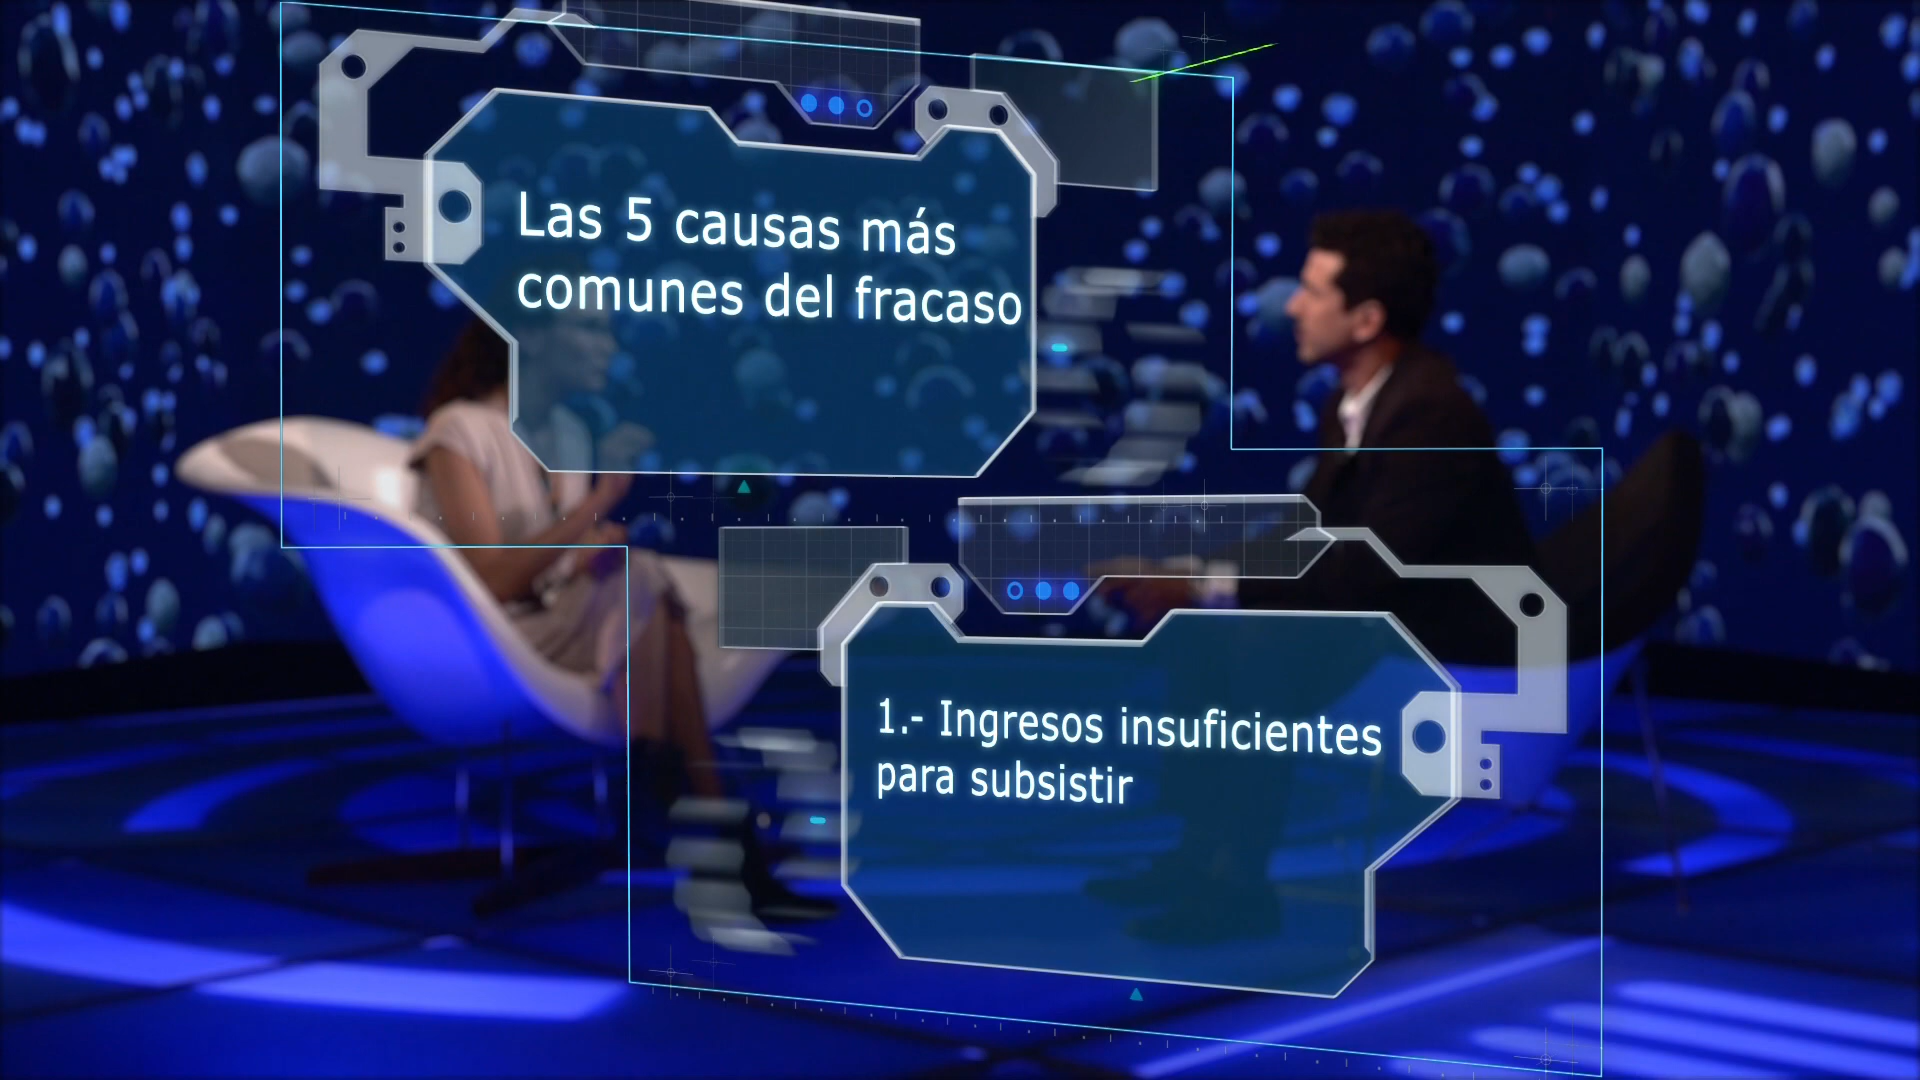 Las 5 causas más
comunes del fracaso
1.- Ingresos insuficientes
para subsistir